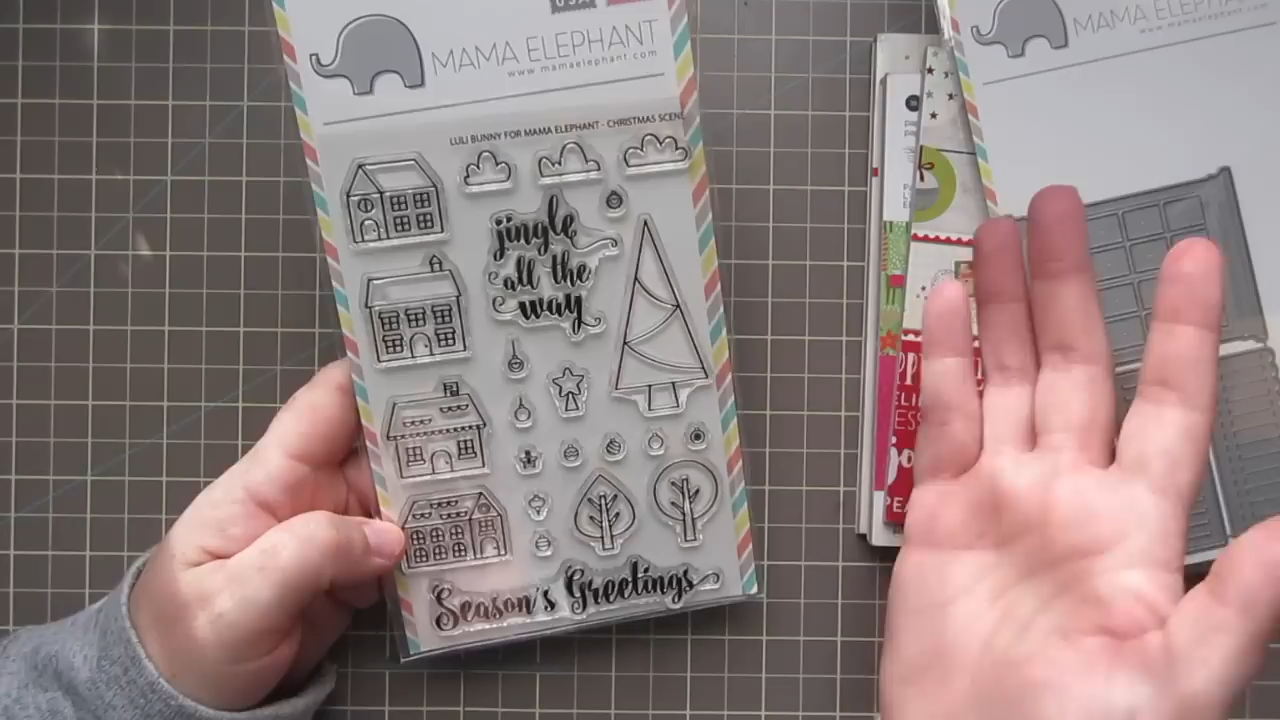 USA
MAMA ELEPHANT
www.mamaelephant.com
LULI BUNNY FOR MAMA ELEPHANT - CHRISTMAS SCENE
jingle
all the
way
Season's Greetings
MAMA ELEPHANT